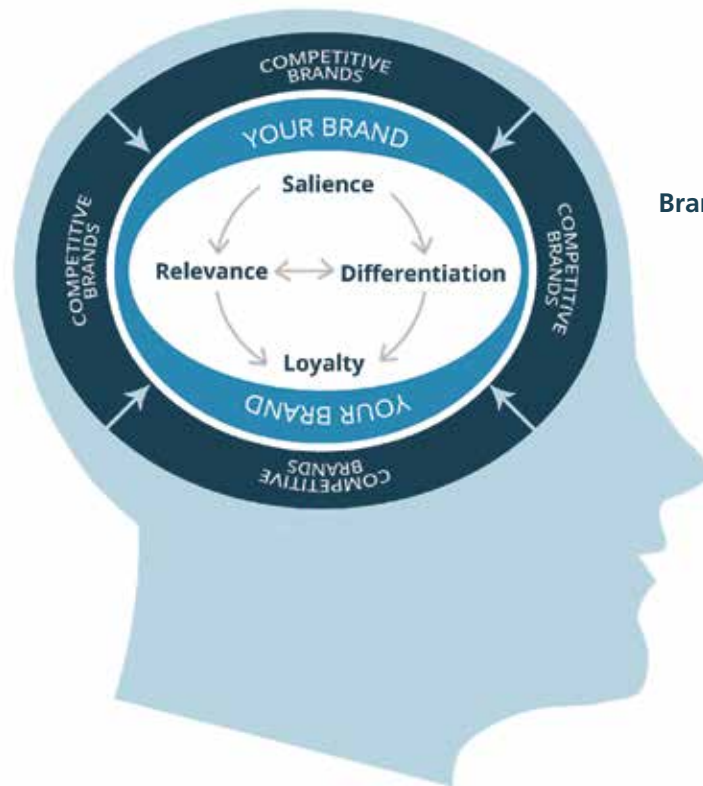 COMPETITIVE
BRANDS
YOUR BRAND
Salience
COMPETITIVE
BRANDS
Relevance
Differentiation
COMPETITIVE
BRANDS
Loyalty
YOUR BRAND
COMPETITIVE
BRANDS